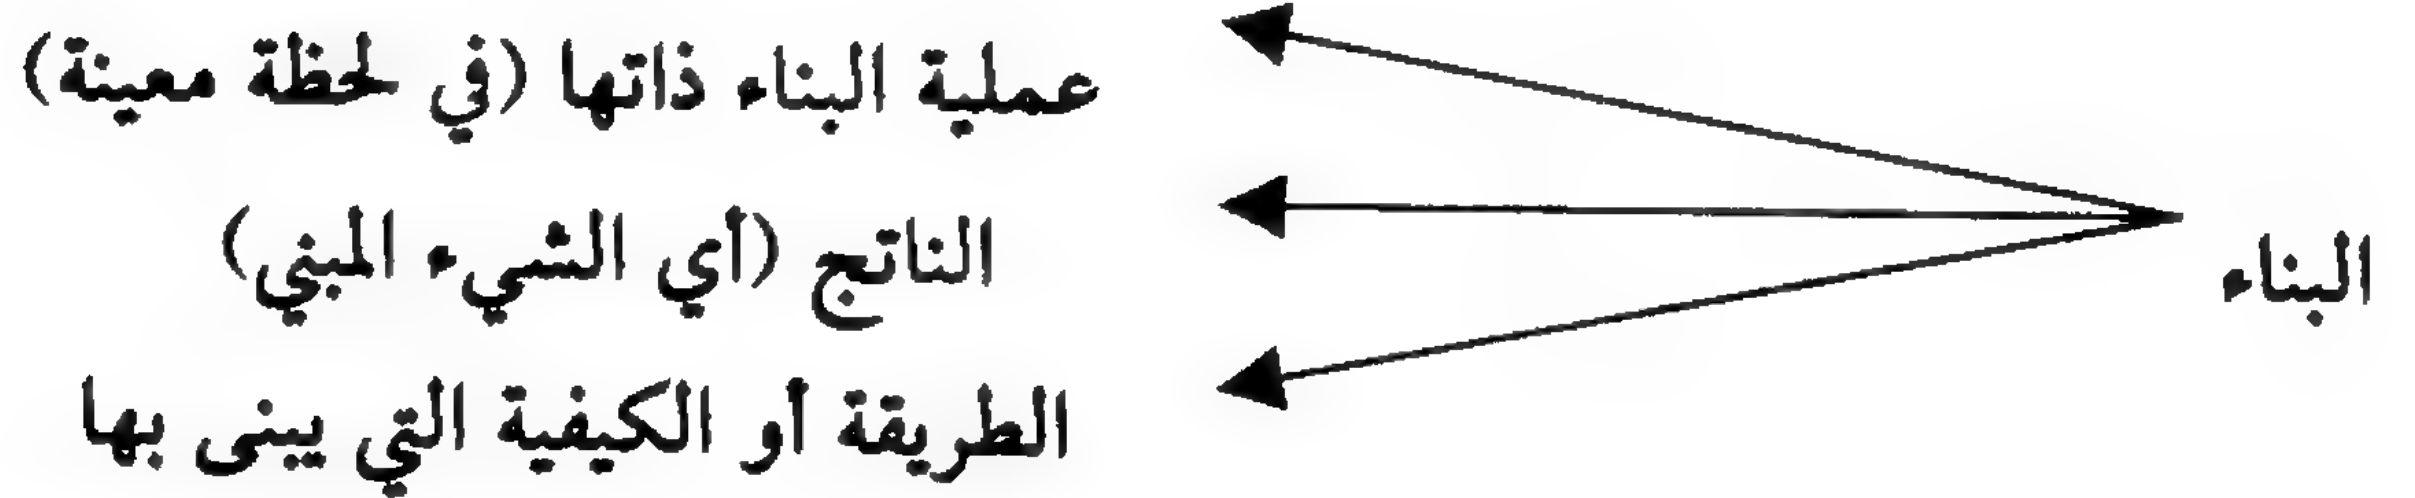 عملية البناء ذاتها (في لحظة معينة)
البناء
الناتج (أي الشيء المبني)
الطريقة أو الكيفية التي يبنى بها